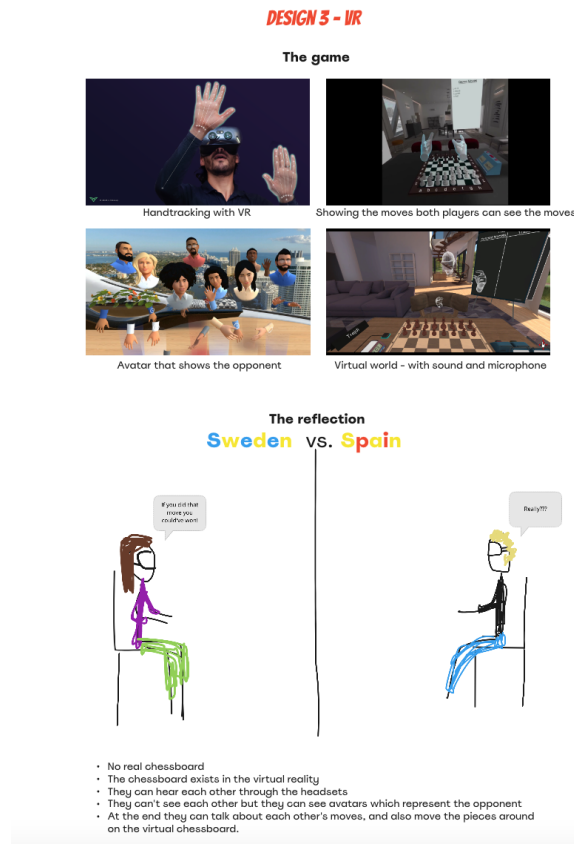 DESIGN 3 - VR
The game
Handtracking with VR
Showing the moves both players can see the moves
Avatar that shows the opponent
Virtual world - with sound and microphone
The reflection
Sweden vs. Spain
If you did that
move you
could've won!
Really???
• No real chessboard
• The chessboard exists in the virtual reality
• They can hear each other through the headsets
• They can't see each other but they can see avatars which represent the opponent
• At the end they can talk about each other's moves, and also move the pieces around
on the virtual chessboard.